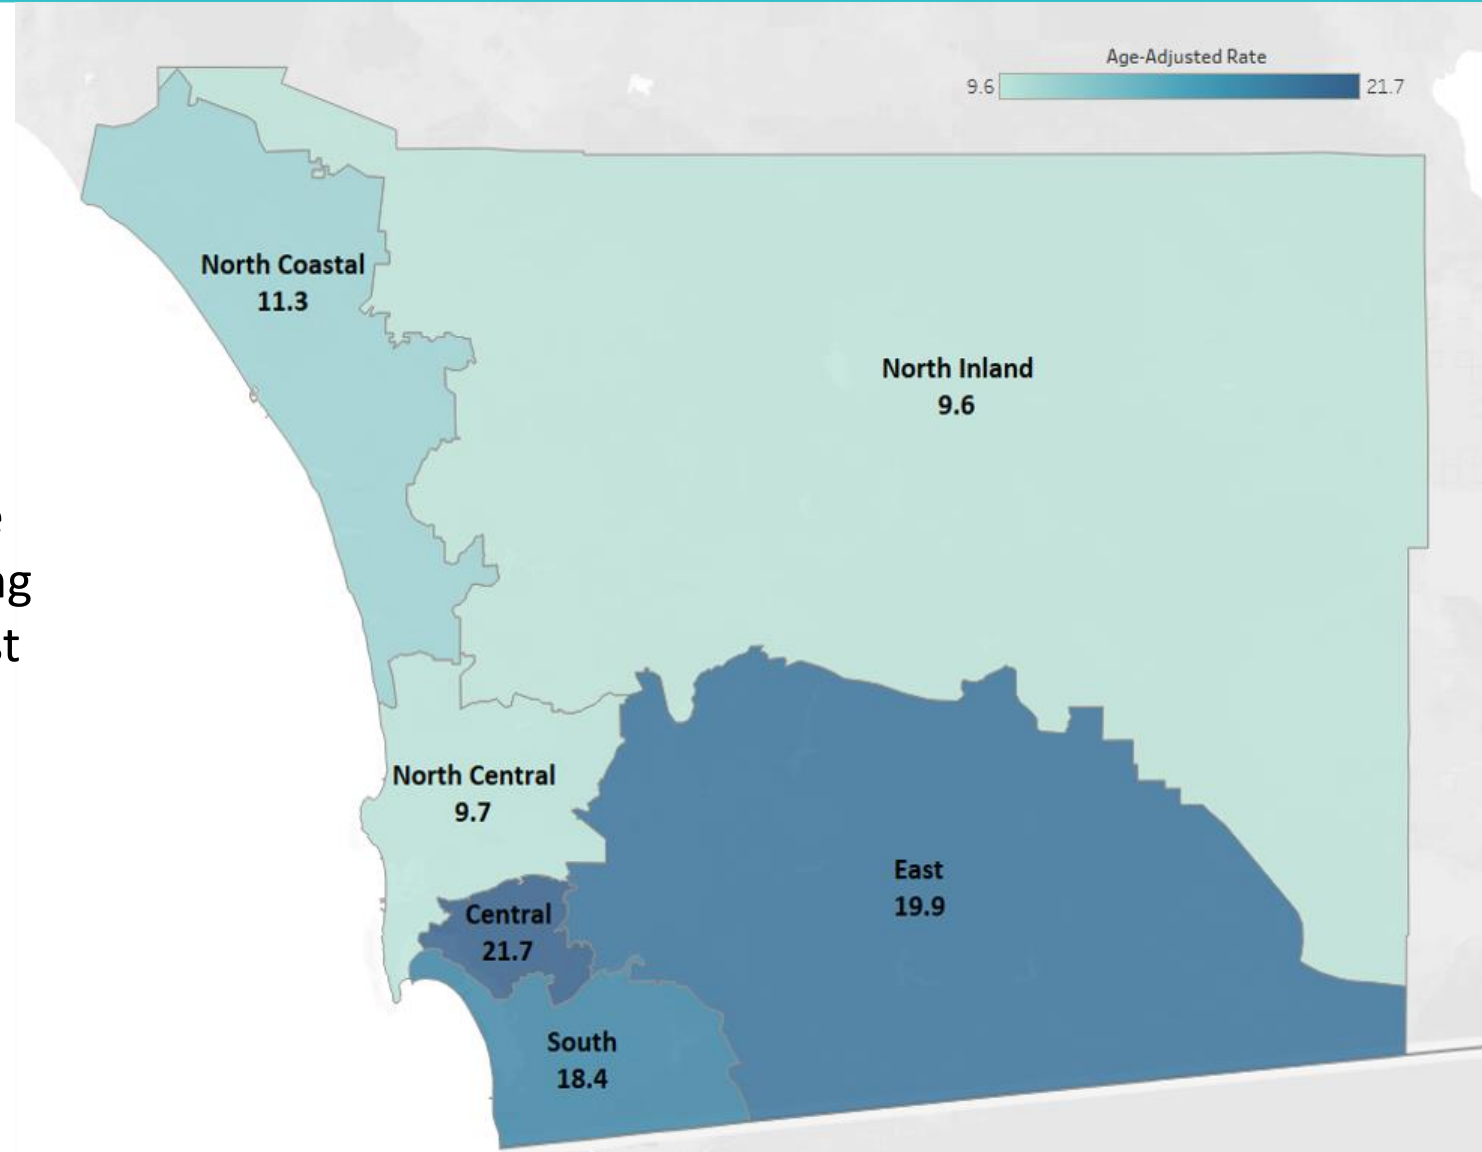 Age-Adjusted Rate
9.6 21.7
North Coastal
11.3
North Inland
9.6
North Central
9.7
East
19.9
Central
21.7
South
18.4